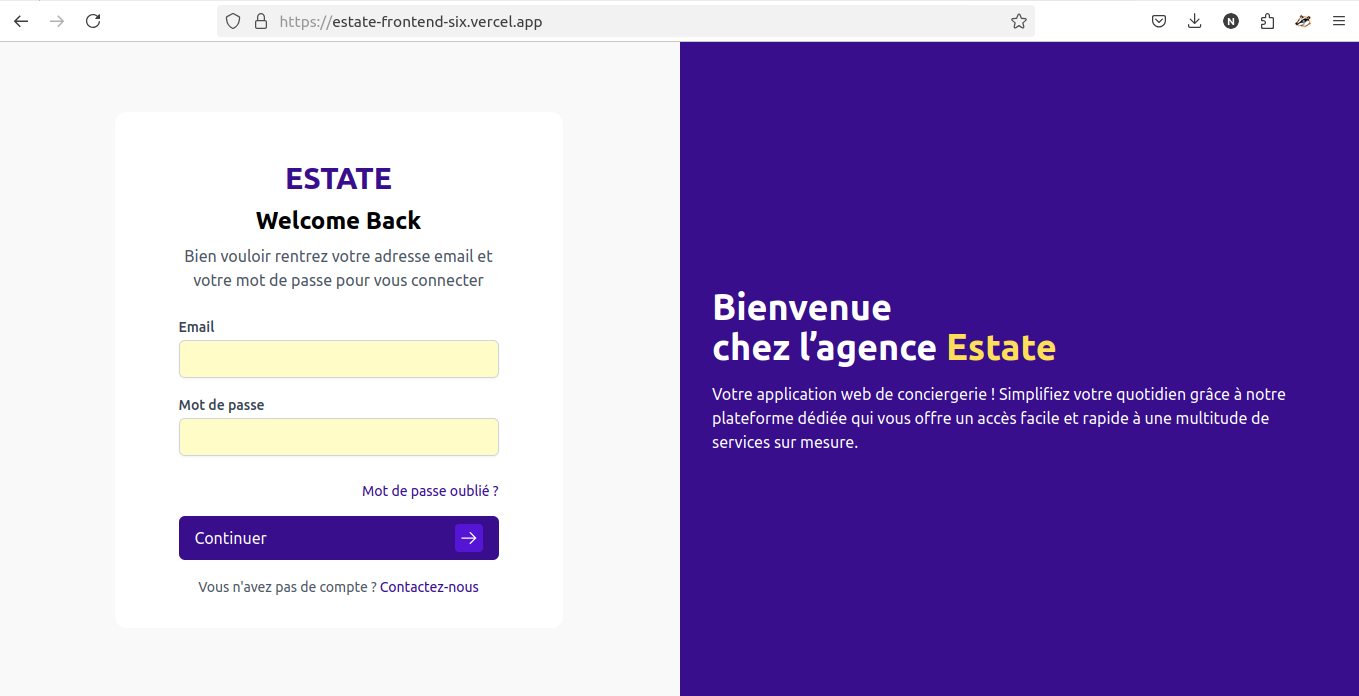 https://estate-frontend-six.vercel.app
N
ESTATE
Welcome Back
Bien vouloir rentrez votre adresse email et
votre mot de passe pour vous connecter
Email
Mot de passe
Mot de passe oublié ?
Continuer
Vous n'avez pas de compte ? Contactez-nous
Bienvenue
chez l’agence Estate
Votre application web de conciergerie ! Simplifiez votre quotidien grâce à notre
plateforme dédiée qui vous offre un accès facile et rapide à une multitude de
services sur mesure.